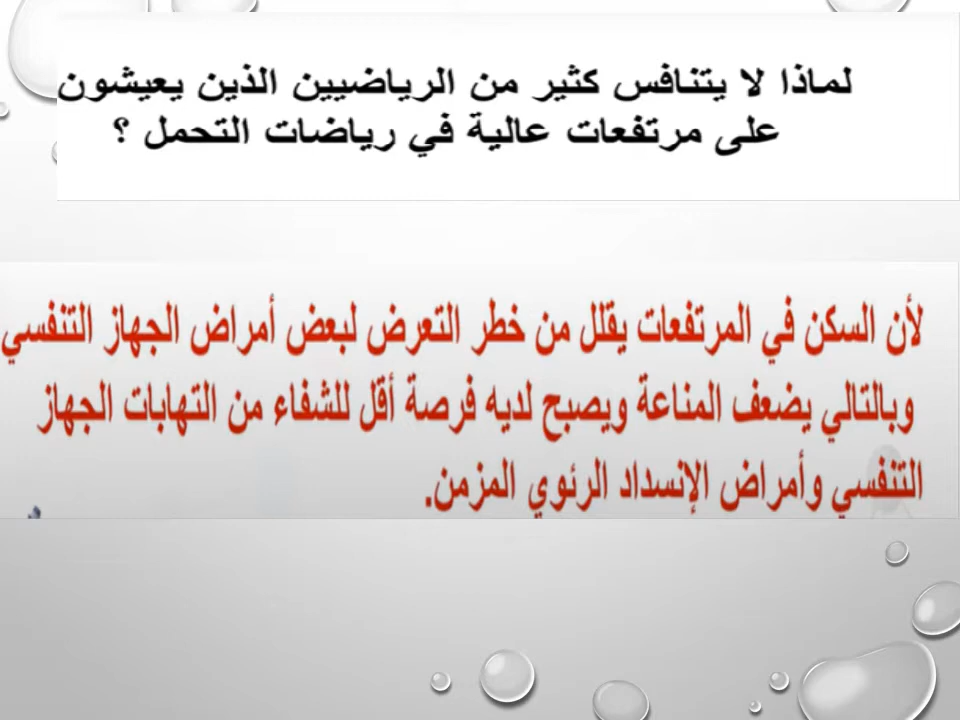 لماذا لا يتنافس كثير من الرياضيين الذين يعيشون
على مرتفعات عالية في رياضات التحمل ؟
لأن السكن في المرتفعات يقلل من خطر التعرض لبعض أمراض الجهاز التنفسي
وبالتالي يضعف المناعة ويصبح لديه فرصة أقل للشفاء من التهابات الجهاز
التنفسي وأمراض الإنسداد الرئوي المزمن.